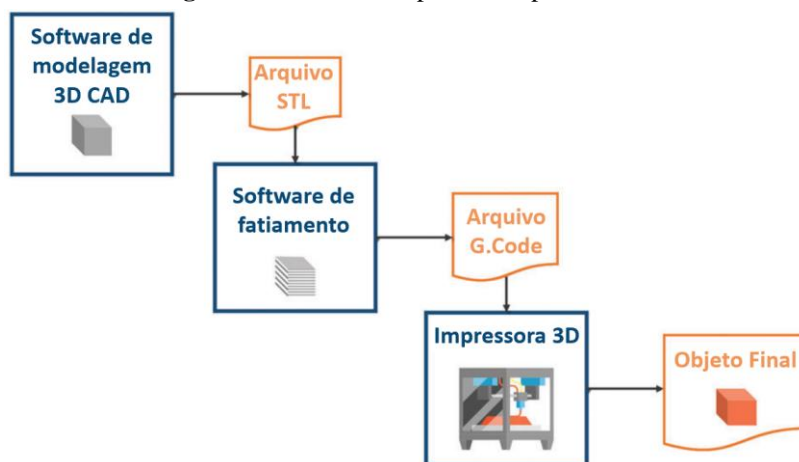 Software de
modelagem
3D CAD
Arquivo
STL
Software de
fatiamento
Arquivo
G.Code
Impressora 3D
Objeto Final